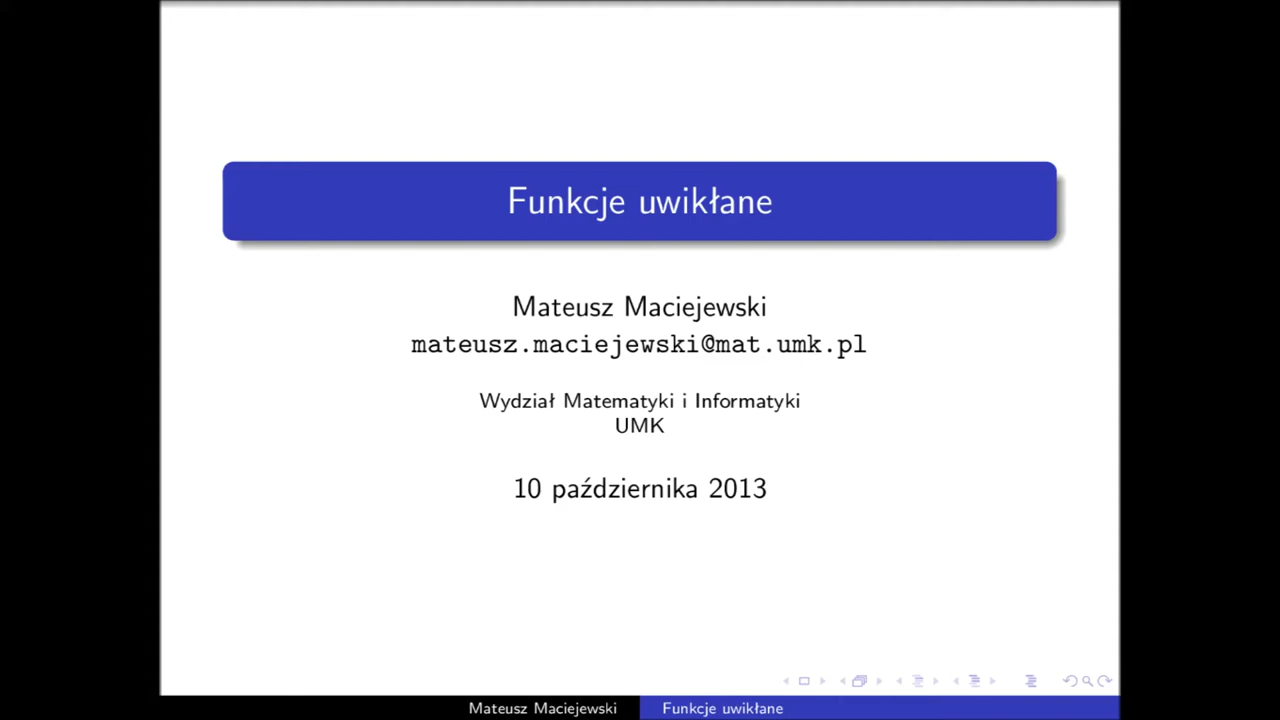 Funkcje uwikłane
Mateusz Maciejewski
mateusz.maciejewski@mat.umk.pl
Wydział Matematyki i Informatyki
UMK
10 października 2013
Mateusz Maciejewski
Funkcje uwikłane